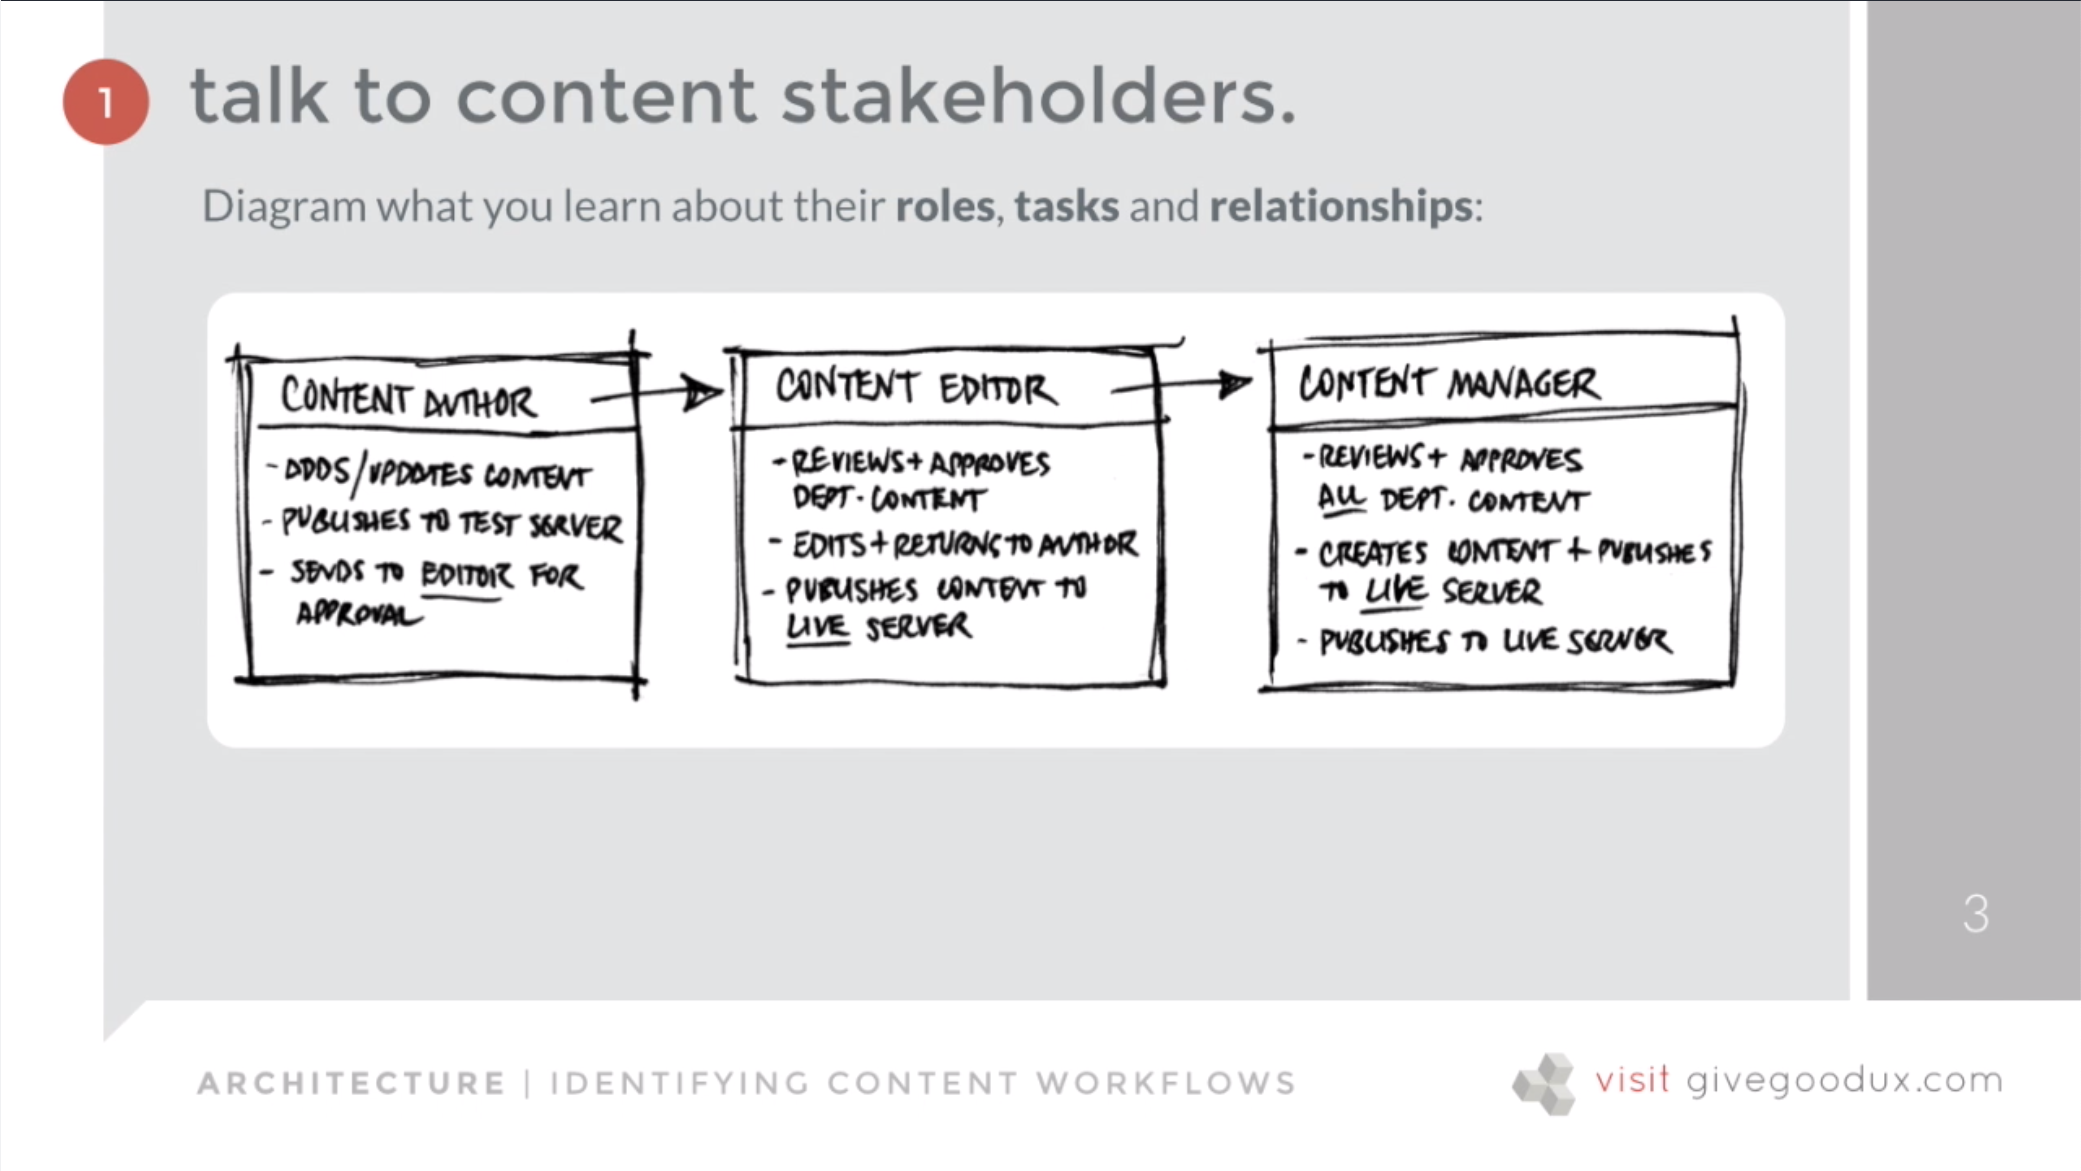 1
talk to content stakeholders.
Diagram what you learn about their roles, tasks and relationships:
CONTENT AUTHOR
- ADDS/UPDATES CONTENT
- PUBLISHES TO TEST SERVER
- SENDS TO EDITOR FOR
APPROVAL
CONTENT EDITOR
- REVIEWS + APPROVES
DEPT. CONTENT
- EDITS + RETURNS TO AUTHOR
- PUBLISHES CONTENT TO
LIVE SERVER
CONTENT MANAGER
- REVIEWS + APPROVES
ALL DEPT. CONTENT
- CREATES CONTENT + PUBLISHES
TO LIVE SERVER
- PUBLISHES TO LIVE SERVER
3
ARCHITECTURE | IDENTIFYING CONTENT WORKFLOWS
visit givegoodux.com